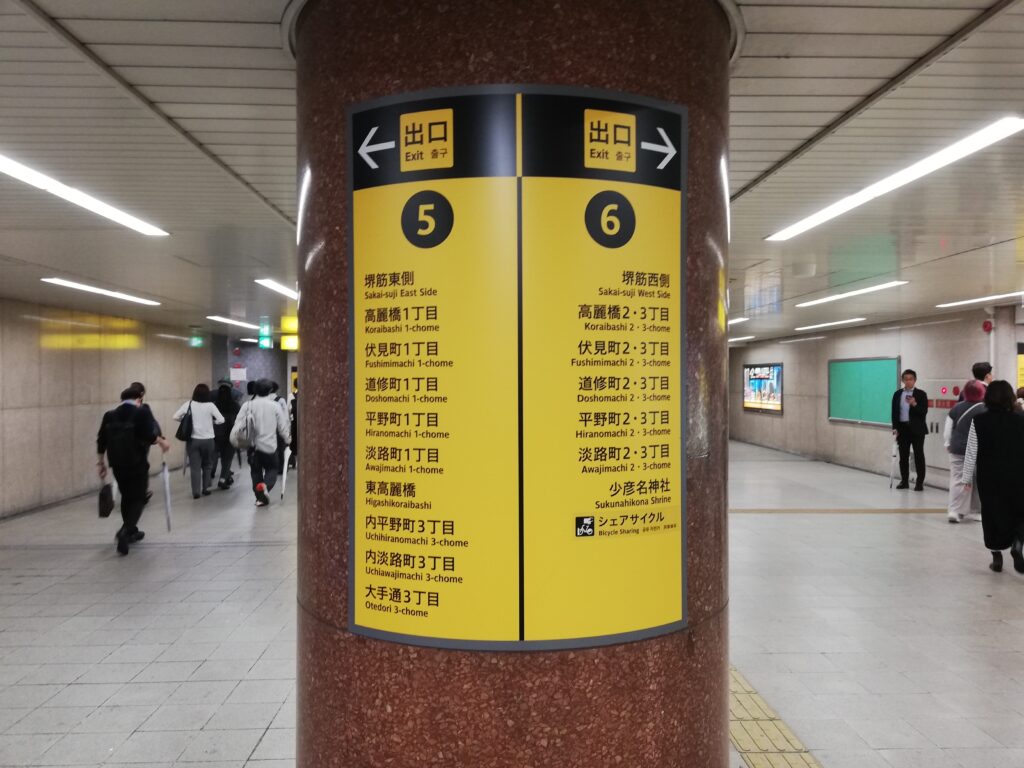 出口
Exit 출구
5
堺筋東側
Sakai-suji East Side
高麗橋1丁目
Koraibashi 1-chome
伏見町1丁目
Fushimimachi 1-chome
道修町1丁目
Doshomachi 1-chome
平野町1丁目
Hiranomachi 1-chome
淡路町1丁目
Awajimachi 1-chome
東高麗橋
Higashikoraibashi
内平野町3丁目
Uchihiranomachi 3-chome
内淡路町3丁目
Uchiawajimachi 3-chome
大手通3丁目
Otedori 3-chome
出口
Exit 출구
6
堺筋西側
Sakai-suji West Side
高麗橋2・3丁目
Koraibashi 2・3-chome
伏見町2・3丁目
Fushimimachi 2・3-chome
道修町2・3丁目
Doshomachi 2・3-chome
平野町2・3丁目
Hiranomachi 2・3-chome
淡路町2・3丁目
Awajimachi 2・3-chome
少彦名神社
Sukunahikona Shrine
シェアサイクル
Bicycle Sharing